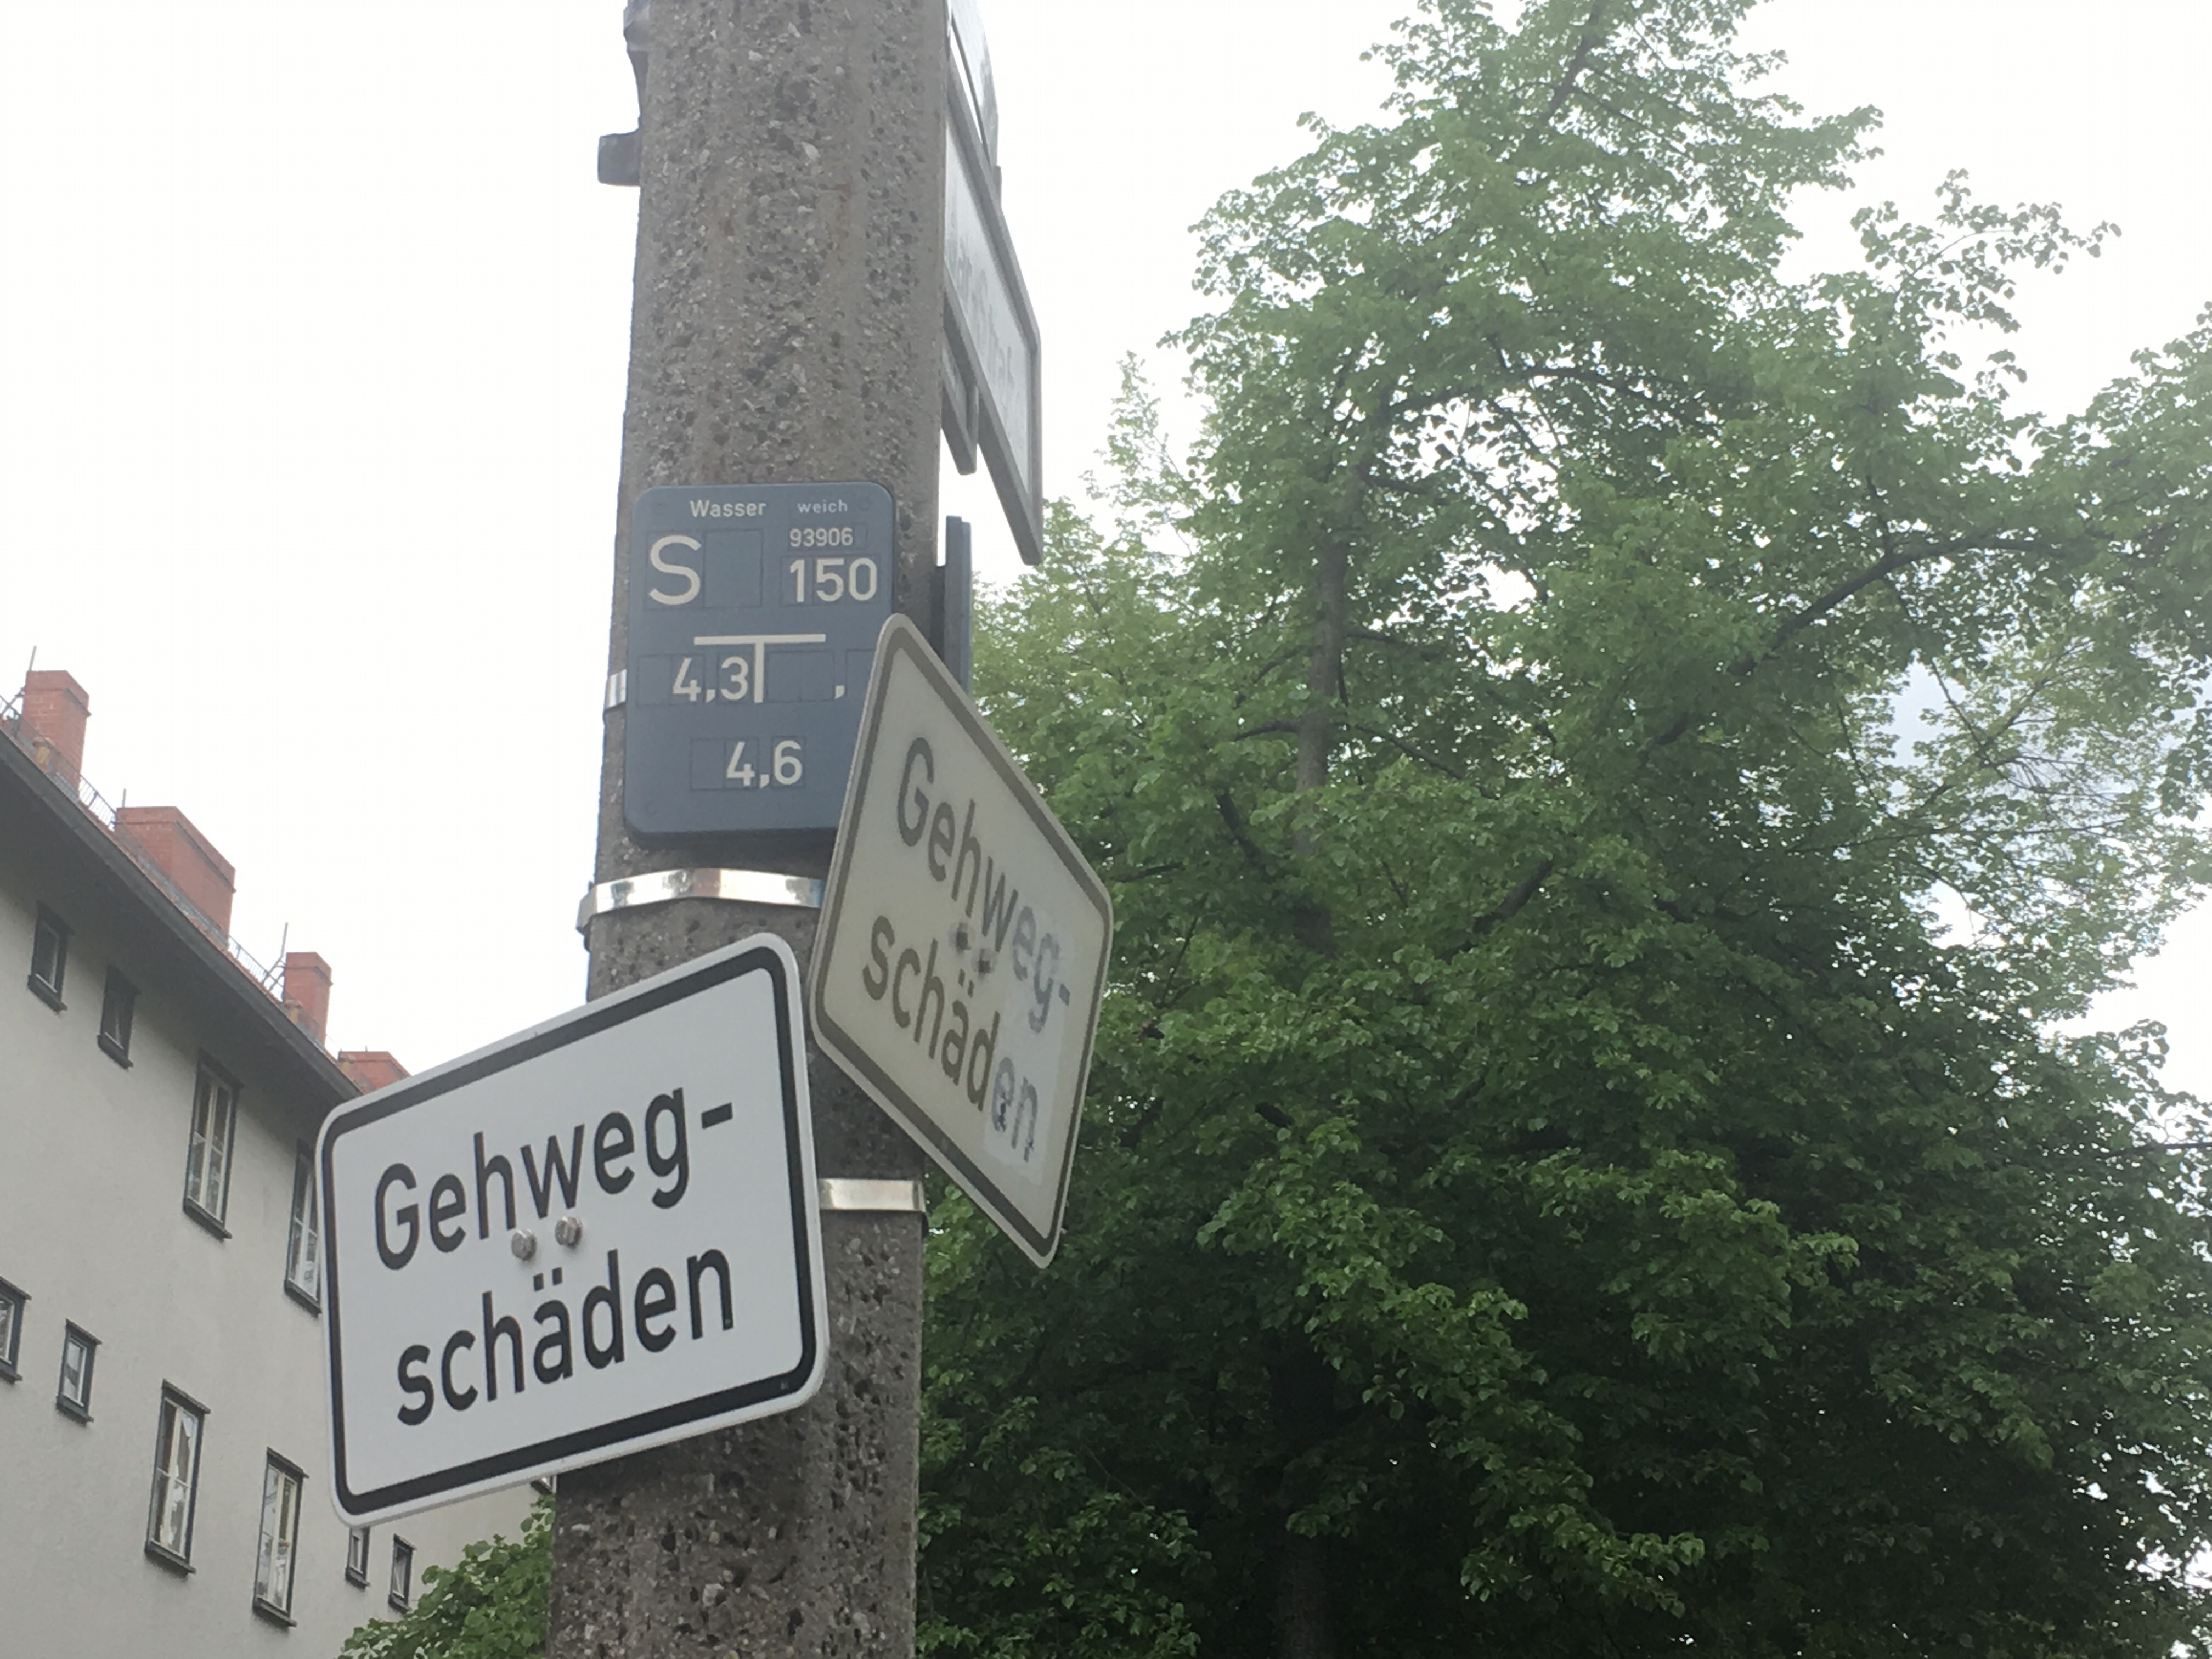 Wasser weich
93906
S 150
4,3 ,
4,6
Gehweg-
schäden
Gehweg-
schäden